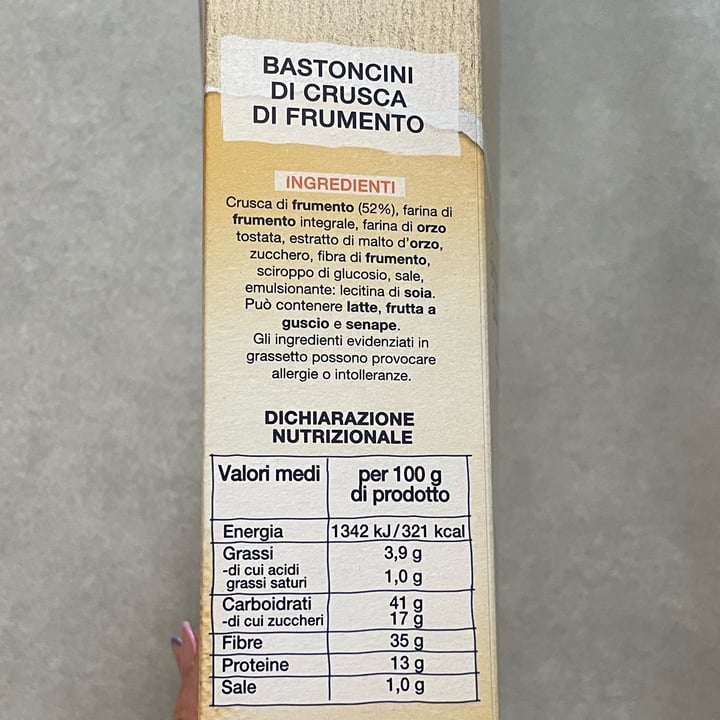 BASTONCINI
DI CRUSCA
DI FRUMENTO
INGREDIENTI
Crusca di frumento (52%), farina di
frumento integrale, farina di orzo
tostata, estratto di malto d'orzo,
zucchero, fibra di frumento,
sciroppo di glucosio, sale,
emulsionante: lecitina di soia.
Può contenere latte, frutta a
guscio e senape.
Gli ingredienti evidenziati in
grassetto possono provocare
allergie o intolleranze.
DICHIARAZIONE
NUTRIZIONALE
Valori medi per 100 g
di prodotto
Energia 1342 kJ/321 kcal
Grassi 3,9 g
-di cui acidi
grassi saturi 1,0 g
Carboidrati 41 g
-di cui zuccheri 17 g
Fibre 35 g
Proteine 13 g
Sale 1,0 g